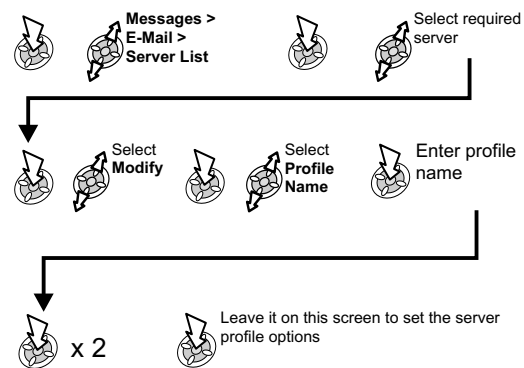 Messages >
E-Mail >
Server List
Select required
server
Select
Modify
Select
Profile
Name
Enter profile
name
x 2
Leave it on this screen to set the server
profile options